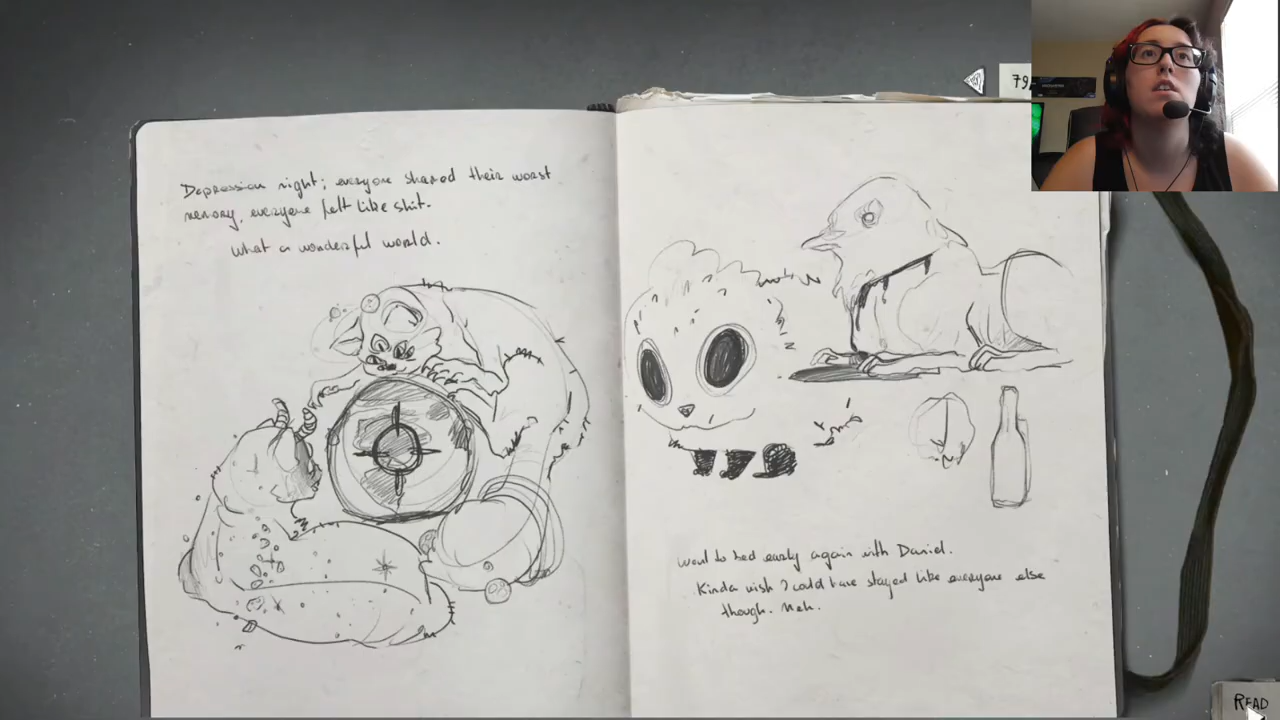 Depression night; everyone shared their worst
memory, everyone felt like shit.
What a wonderful world.
79
Went to bed early again with Daniel.
Kinda wish I could have stayed like everyone else
though. Meh.
READ